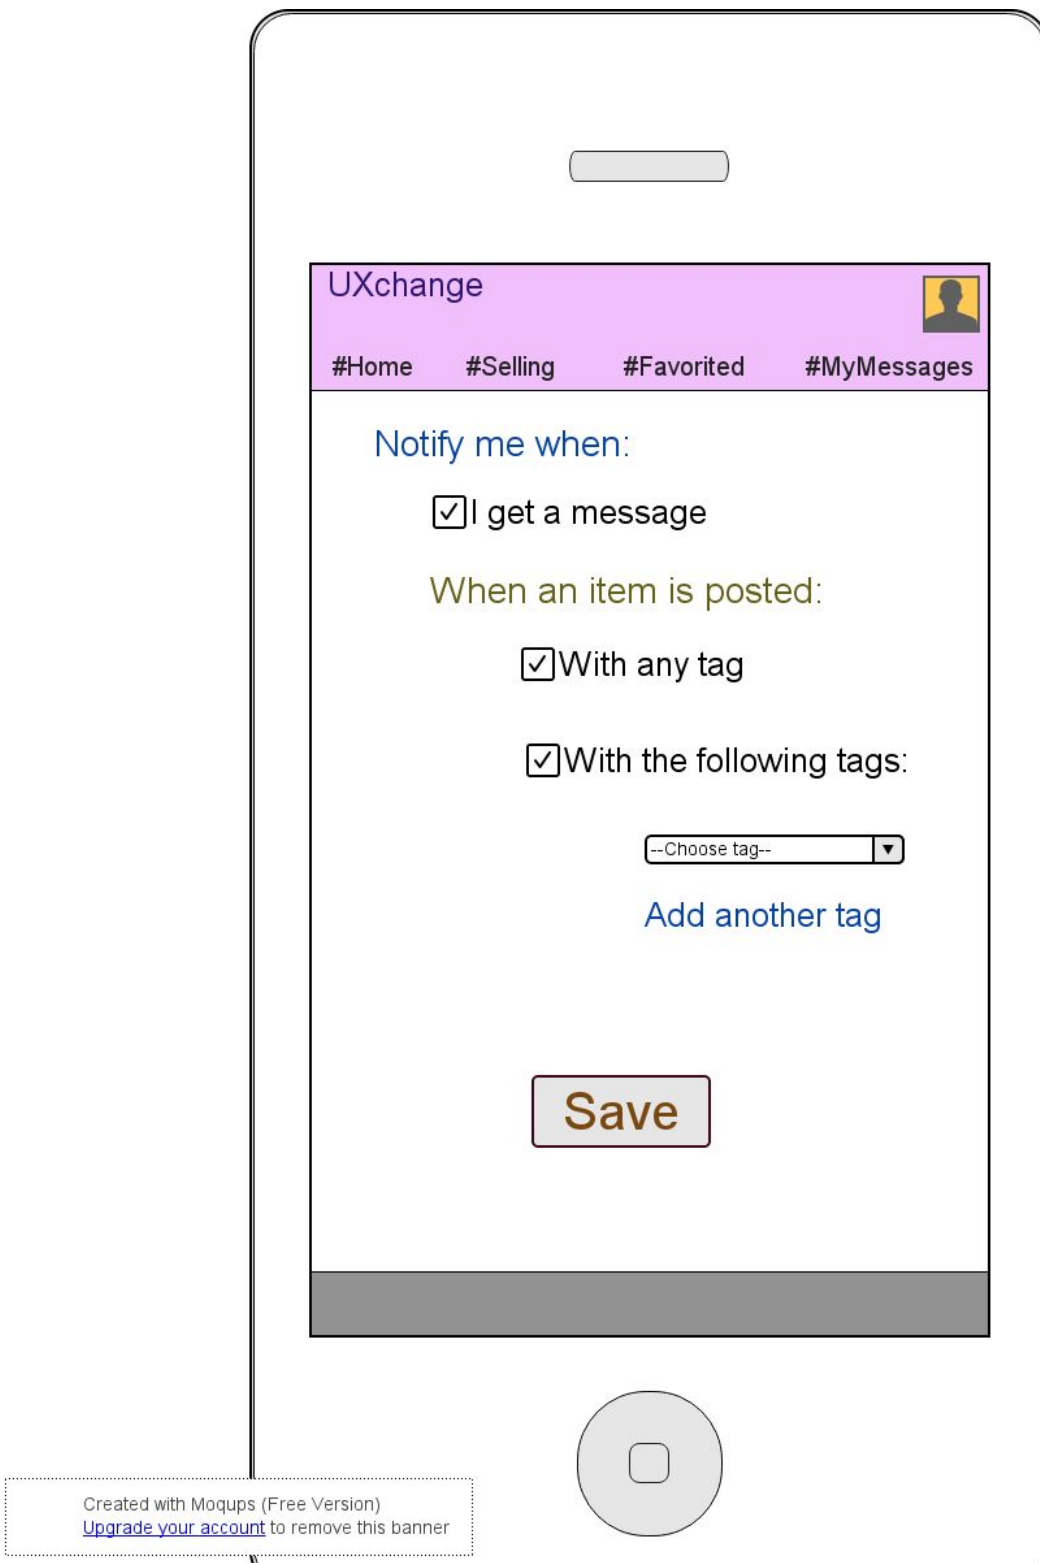 UXchange
#Home #Selling #Favorited #MyMessages
Notify me when:
I get a message
When an item is posted:
With any tag
With the following tags:
--Choose tag--
Add another tag
Save
Created with Moqups (Free Version)
Upgrade your account to remove this banner